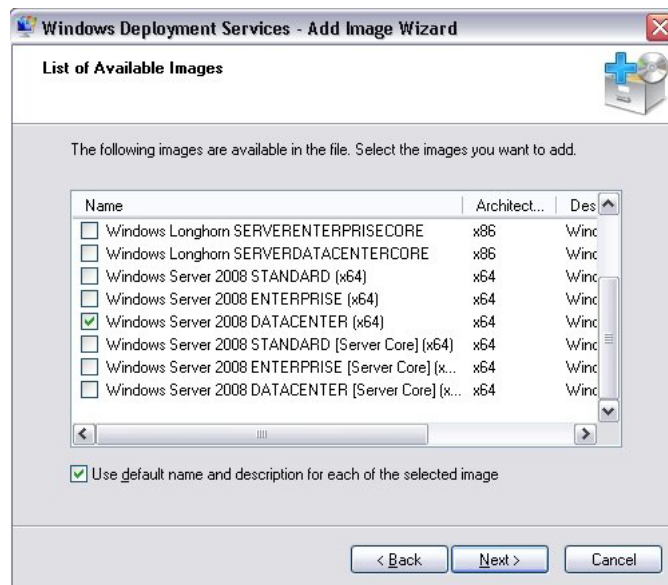 Windows Deployment Services - Add Image Wizard
List of Available Images
The following images are available in the file. Select the images you want to add.
Name Architect... Des
Windows Longhorn SERVERENTERPRISECORE x86 Winc
Windows Longhorn SERVERDATACENTERCORE x86 Winc
Windows Server 2008 STANDARD (x64) x64 Winc
Windows Server 2008 ENTERPRISE (x64) x64 Winc
Windows Server 2008 DATACENTER (x64) x64 Winc
Windows Server 2008 STANDARD [Server Core] (x64) x64 Winc
Windows Server 2008 ENTERPRISE [Server Core] (x... x64 Winc
Windows Server 2008 DATACENTER [Server Core] (x... x64 Winc
Use default name and description for each of the selected image
< Back Next > Cancel